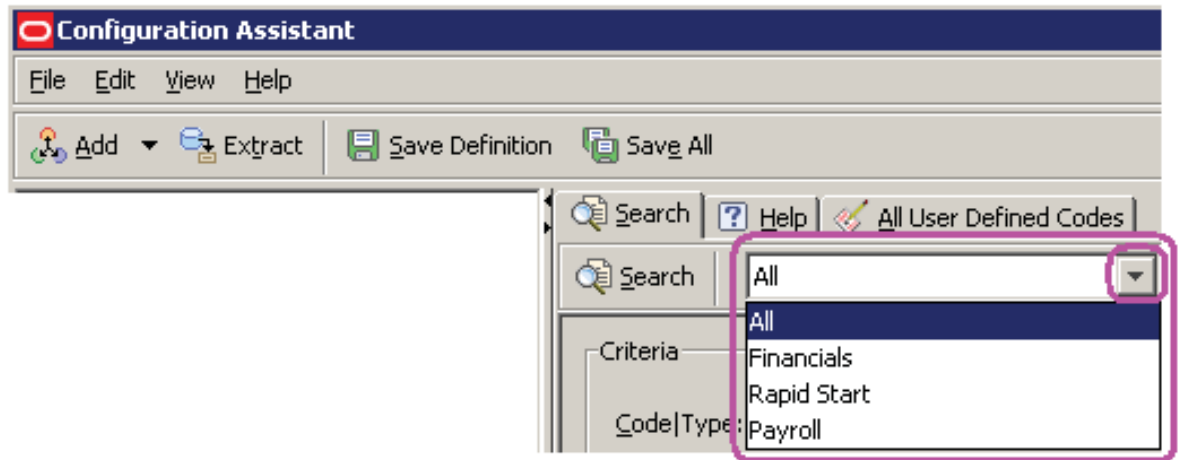 Configuration Assistant
File Edit View Help
Add Extract Save Definition Save All
Search Help All User Defined Codes
Search All
All
Criteria Financials
Rapid Start
Code|Type: Payroll